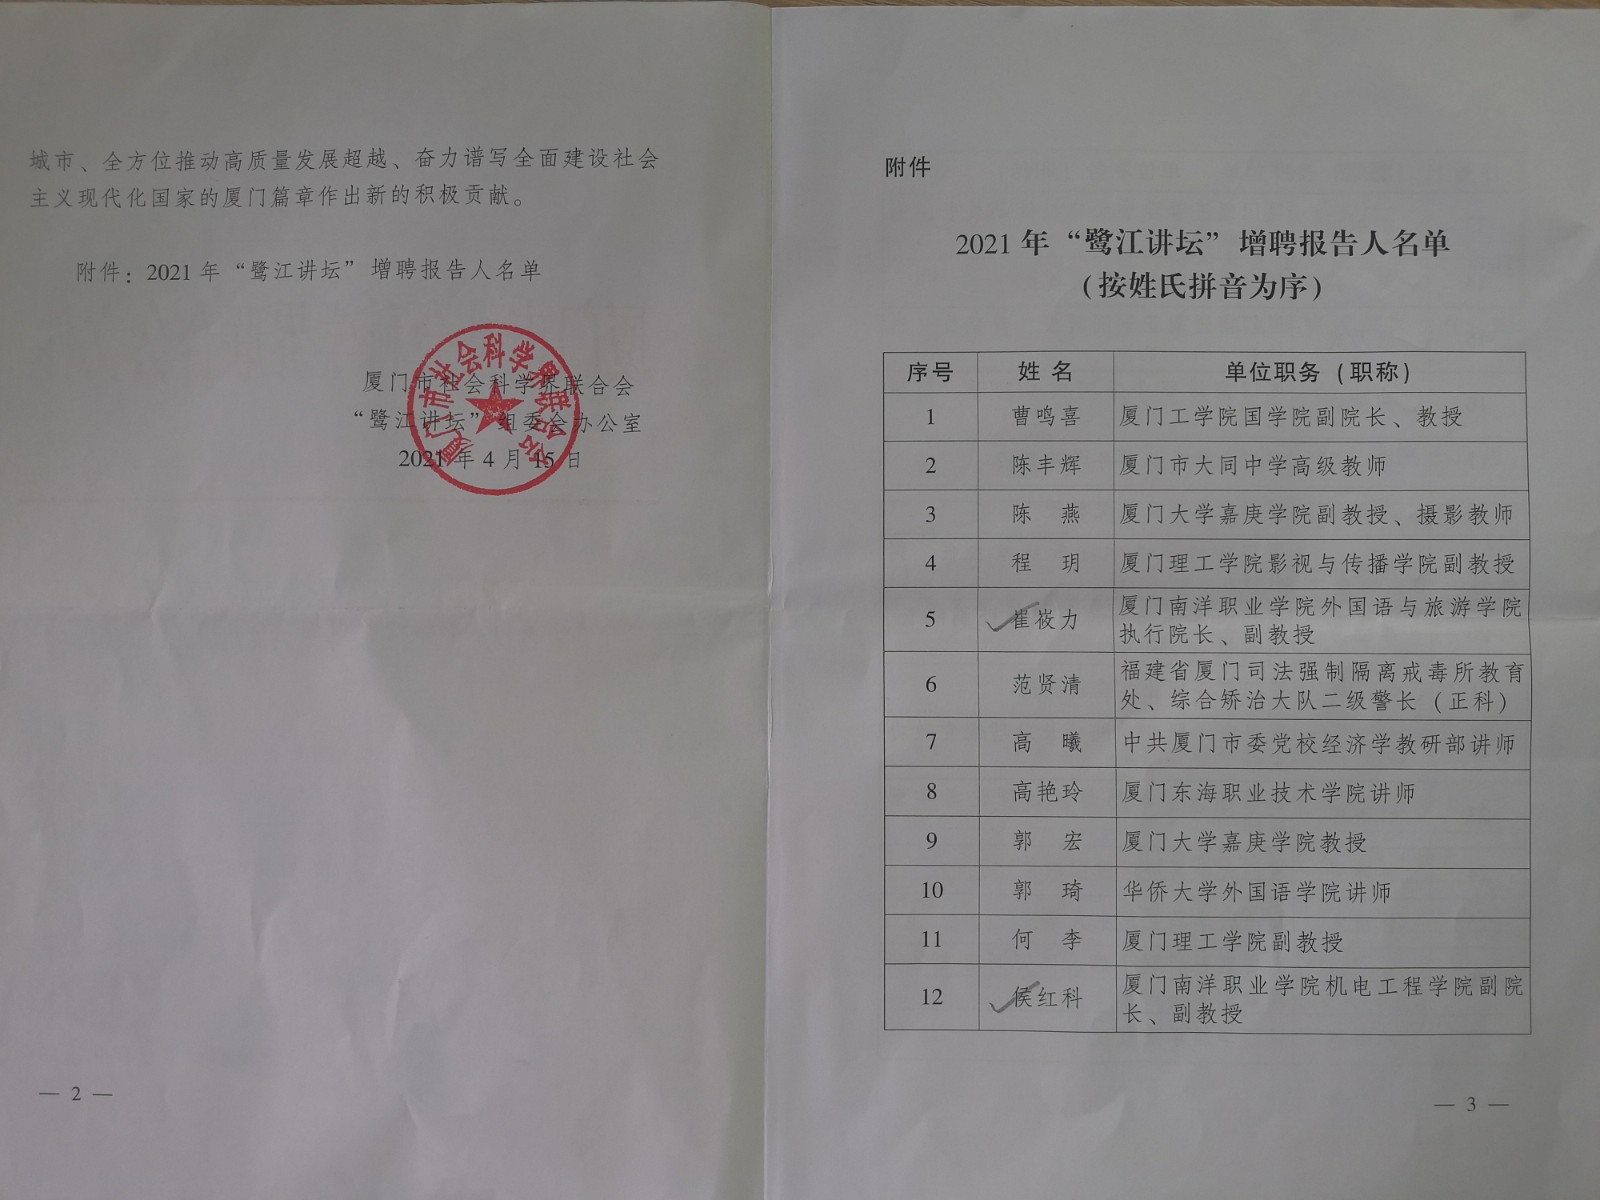 城市、全方位推动高质量发展超越、奋力谱写全面建设社会
主义现代化国家的厦门篇章作出新的积极贡献。
附件：2021年“鹭江讲坛”增聘报告人名单
厦门市社会科学界联合会
厦门市社会科学界联合会
“鹭江讲坛”组委会办公室
2021年4月15日
— 2 —
附件
2021年“鹭江讲坛”增聘报告人名单
（按姓氏拼音为序）
序号 姓名 单位职务（职称）
1 曹鸣喜 厦门工学院国学院副院长、教授
2 陈丰辉 厦门市大同中学高级教师
3 陈 燕 厦门大学嘉庚学院副教授、摄影教师
4 程 玥 厦门理工学院影视与传播学院副教授
5 崔筱力 厦门南洋职业学院外国语与旅游学院
执行院长、副教授
6 范贤清 福建省厦门司法强制隔离戒毒所教育
处、综合矫治大队二级警长（正科）
7 高 曦 中共厦门市委党校经济学教研部讲师
8 高艳玲 厦门东海职业技术学院讲师
9 郭 宏 厦门大学嘉庚学院教授
10 郭 琦 华侨大学外国语学院讲师
11 何 李 厦门理工学院副教授
12 侯红科 厦门南洋职业学院机电工程学院副院
长、副教授
— 3 —